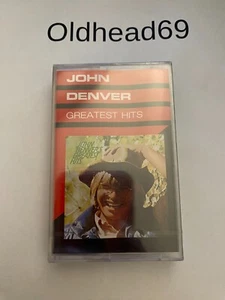 Oldhead69
JOHN
DENVER
GREATEST HITS